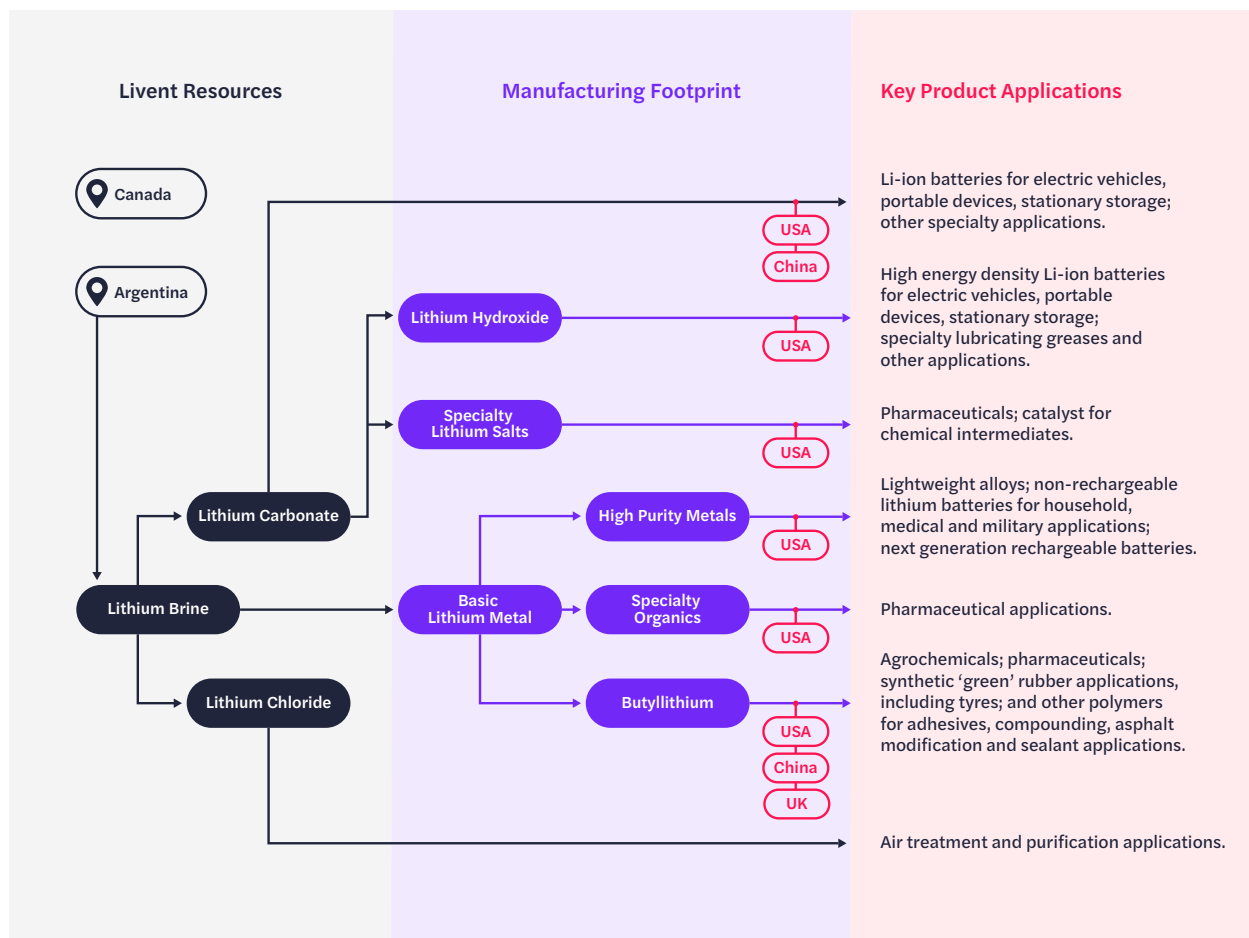 Livent Resources
Manufacturing Footprint
Key Product Applications
Canada
Argentina
Lithium Carbonate
Lithium Brine
Lithium Chloride
USA
China
Li-ion batteries for electric vehicles,
portable devices, stationary storage;
other specialty applications.
Lithium Hydroxide
USA
High energy density Li-ion batteries
for electric vehicles, portable
devices, stationary storage;
specialty lubricating greases and
other applications.
Specialty
Lithium Salts
USA
Pharmaceuticals; catalyst for
chemical intermediates.
Basic
Lithium Metal
High Purity Metals
USA
Lightweight alloys; non-rechargeable
lithium batteries for household,
medical and military applications;
next generation rechargeable batteries.
Specialty
Organics
USA
Pharmaceutical applications.
Butyllithium
USA
China
UK
Agrochemicals; pharmaceuticals;
synthetic ‘green’ rubber applications,
including tyres; and other polymers
for adhesives, compounding, asphalt
modification and sealant applications.
Air treatment and purification applications.